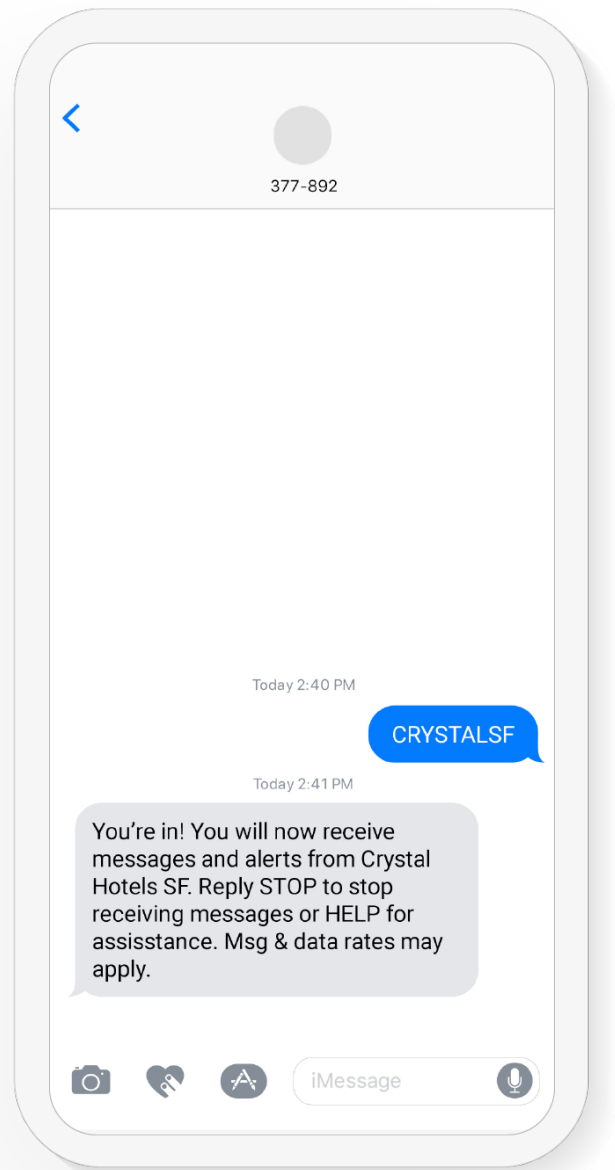 377-892
Today 2:40 PM
CRYSTALSF
Today 2:41 PM
You’re in! You will now receive
messages and alerts from Crystal
Hotels SF. Reply STOP to stop
receiving messages or HELP for
assisstance. Msg & data rates may
apply.
iMessage